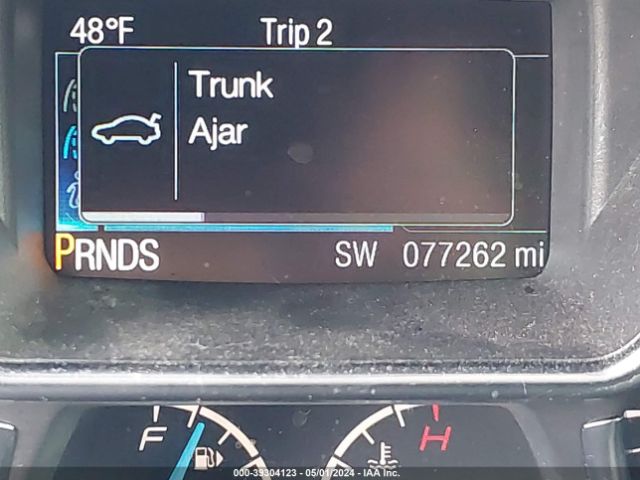 48°F Trip 2
Trunk
Ajar
PRNDS SW 077262 mi
F H
000-39304123 - 05/01/2024 - IAA Inc.